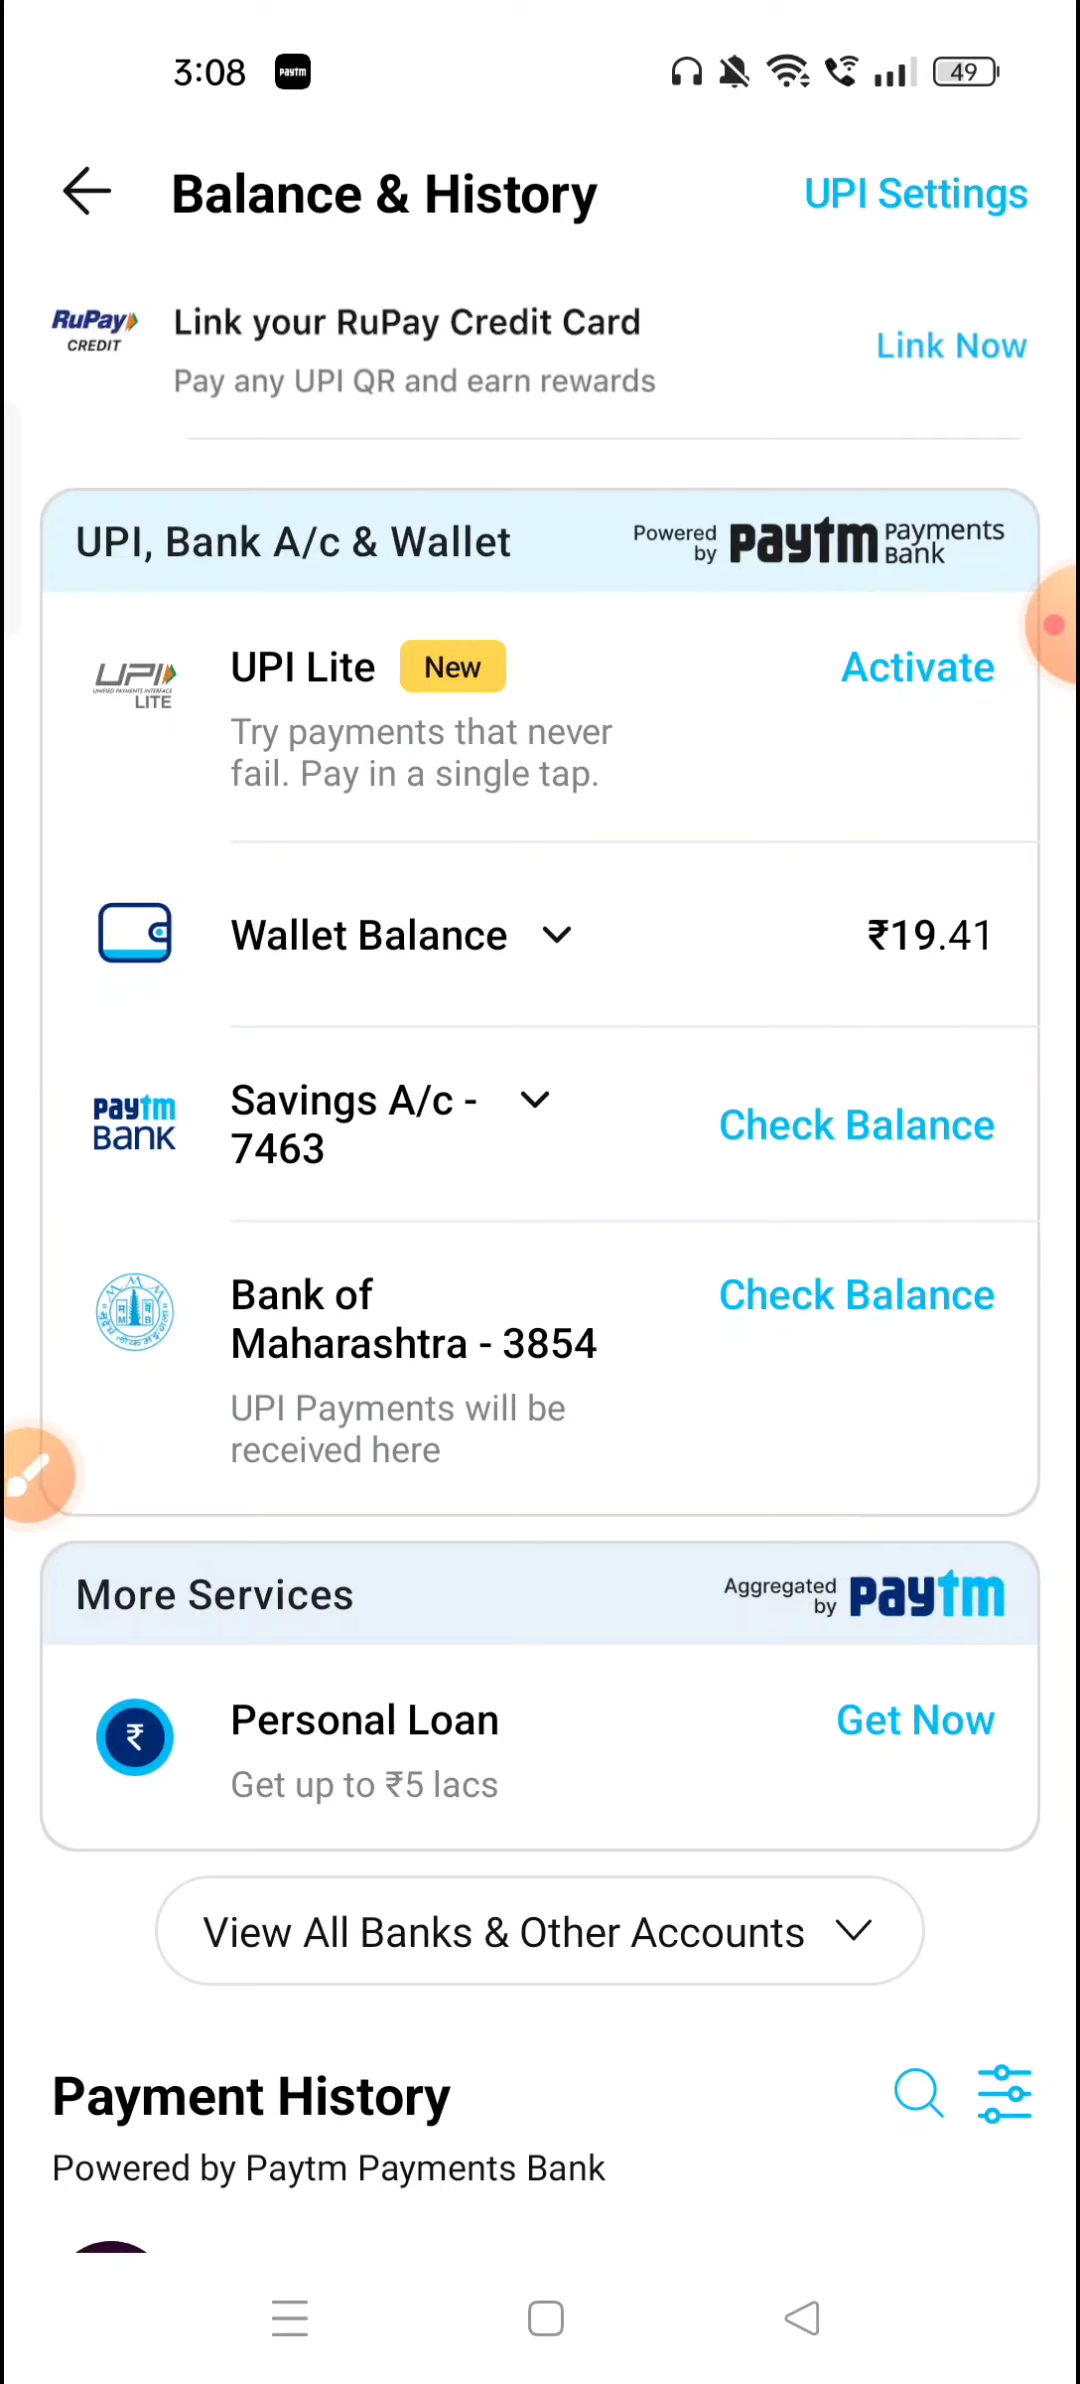 3:08
paytm
49
Balance & History
UPI Settings
RuPay
CREDIT
Link your RuPay Credit Card
Pay any UPI QR and earn rewards
Link Now
UPI, Bank A/c & Wallet
Powered by paytm Payments Bank
UPI
UNIFIED PAYMENTS INTERFACE
LITE
UPI Lite
New
Activate
Try payments that never
fail. Pay in a single tap.
Wallet Balance
₹19.41
paytm
BANK
Savings A/c -
7463
Check Balance
Bank of
Maharashtra - 3854
Check Balance
UPI Payments will be
received here
More Services
Aggregated by paytm
₹
Personal Loan
Get Now
Get up to ₹5 lacs
View All Banks & Other Accounts
Payment History
Powered by Paytm Payments Bank